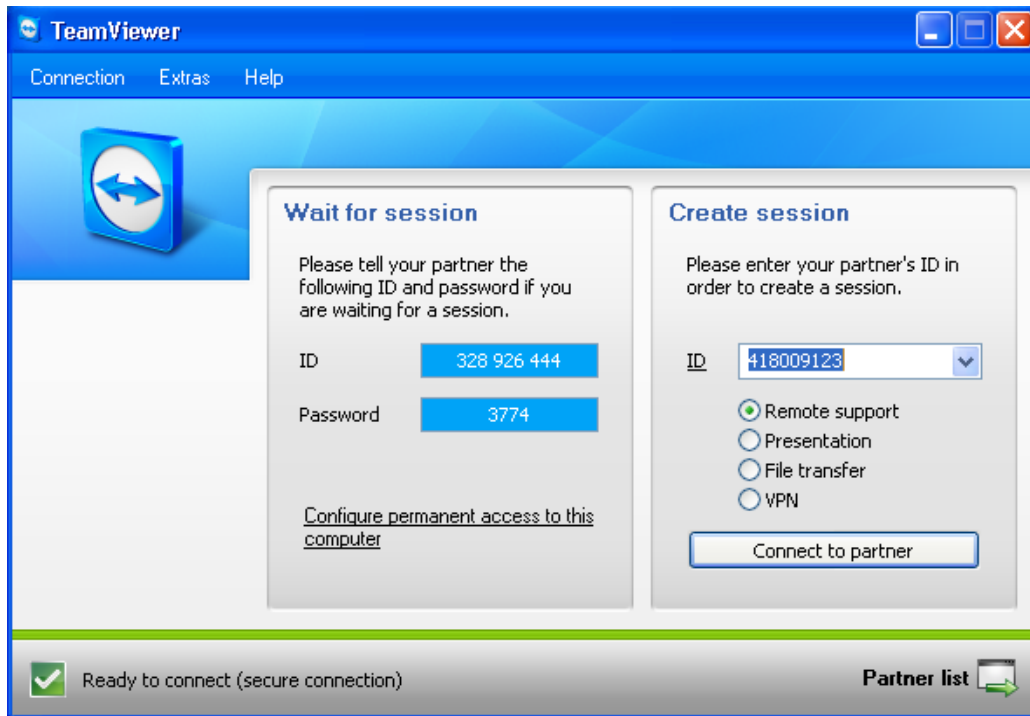 TeamViewer
Connection Extras Help
Wait for session
Please tell your partner the
following ID and password if you
are waiting for a session.
ID 328 926 444
Password 3774
Configure permanent access to this
computer
Create session
Please enter your partner's ID in
order to create a session.
ID 418009123
Remote support
Presentation
File transfer
VPN
Connect to partner
Ready to connect (secure connection)
Partner list